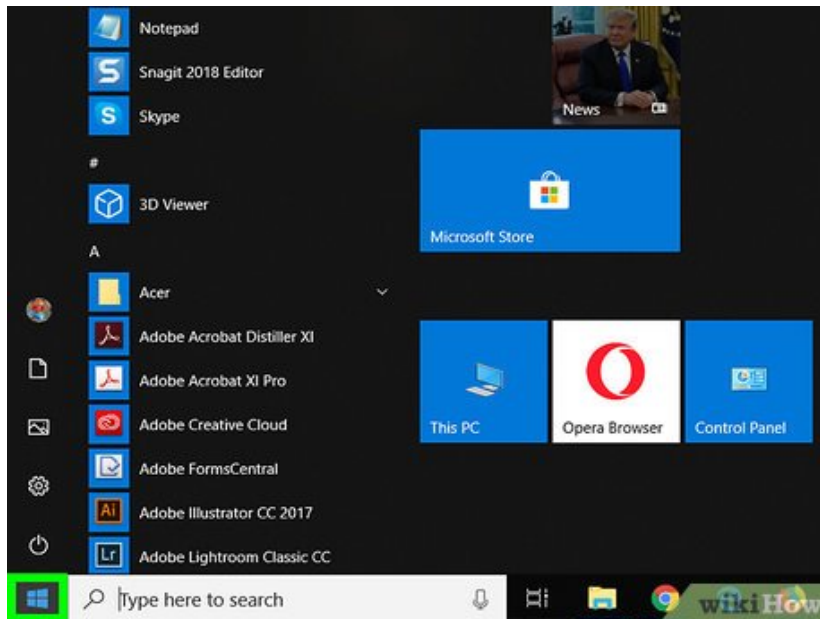 Notepad
Snagit 2018 Editor
Skype
#
3D Viewer
A
Acer
Adobe Acrobat Distiller XI
Adobe Acrobat XI Pro
Adobe Creative Cloud
Adobe FormsCentral
Ai
Adobe Illustrator CC 2017
Lr
Adobe Lightroom Classic CC
News
Microsoft Store
This PC
Opera Browser
Control Panel
Type here to search
wikiHow